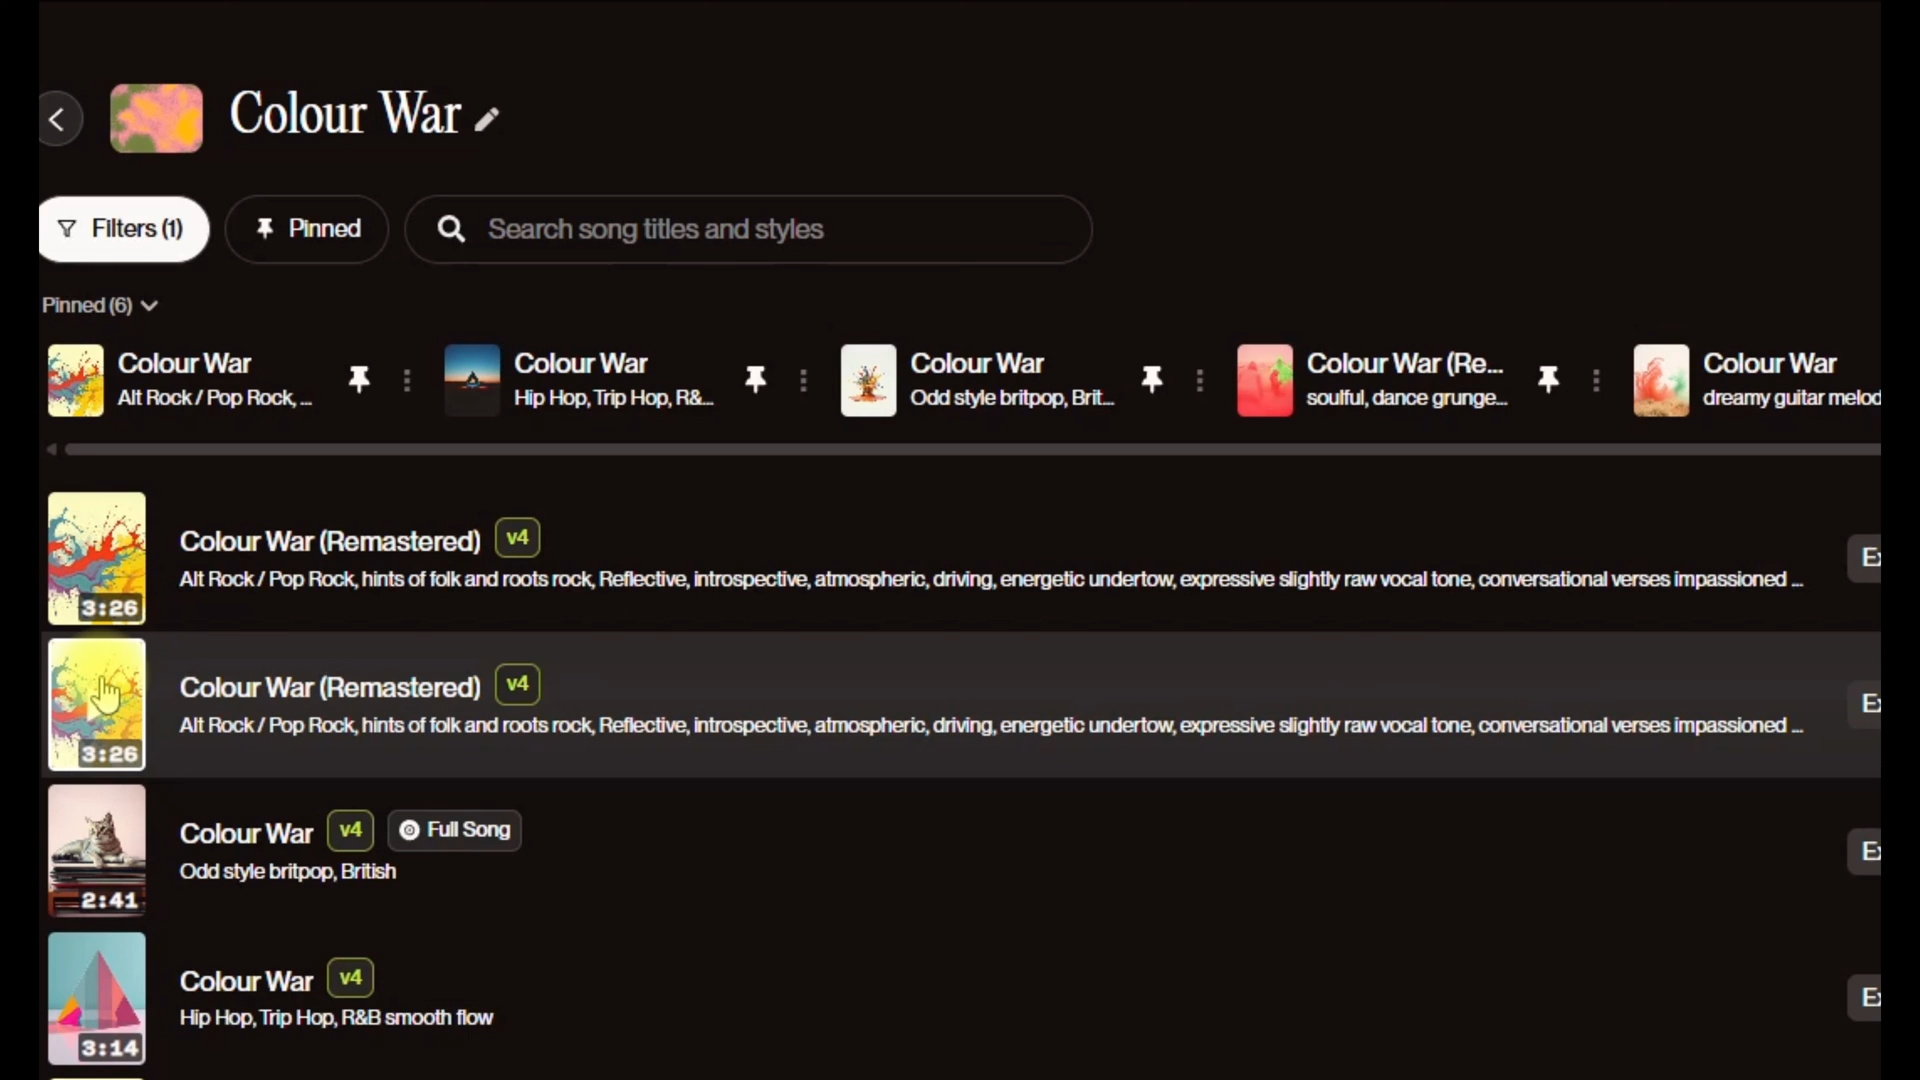 Colour War
Filters (1)
Pinned
Search song titles and styles
Pinned (6)
Colour War
Alt Rock / Pop Rock, ...
Colour War
Hip Hop, Trip Hop, R&...
Colour War
Odd style britpop, Brit...
Colour War (Re...
soulful, dance grunge...
Colour War
dreamy guitar melod
3:26
Colour War (Remastered) v4
Alt Rock / Pop Rock, hints of folk and roots rock, Reflective, introspective, atmospheric, driving, energetic undertow, expressive slightly raw vocal tone, conversational verses impassioned ...
Ex
3:26
Colour War (Remastered) v4
Alt Rock / Pop Rock, hints of folk and roots rock, Reflective, introspective, atmospheric, driving, energetic undertow, expressive slightly raw vocal tone, conversational verses impassioned ...
Ex
2:41
Colour War v4 Full Song
Odd style britpop, British
Ex
3:14
Colour War v4
Hip Hop, Trip Hop, R&B smooth flow
Ex